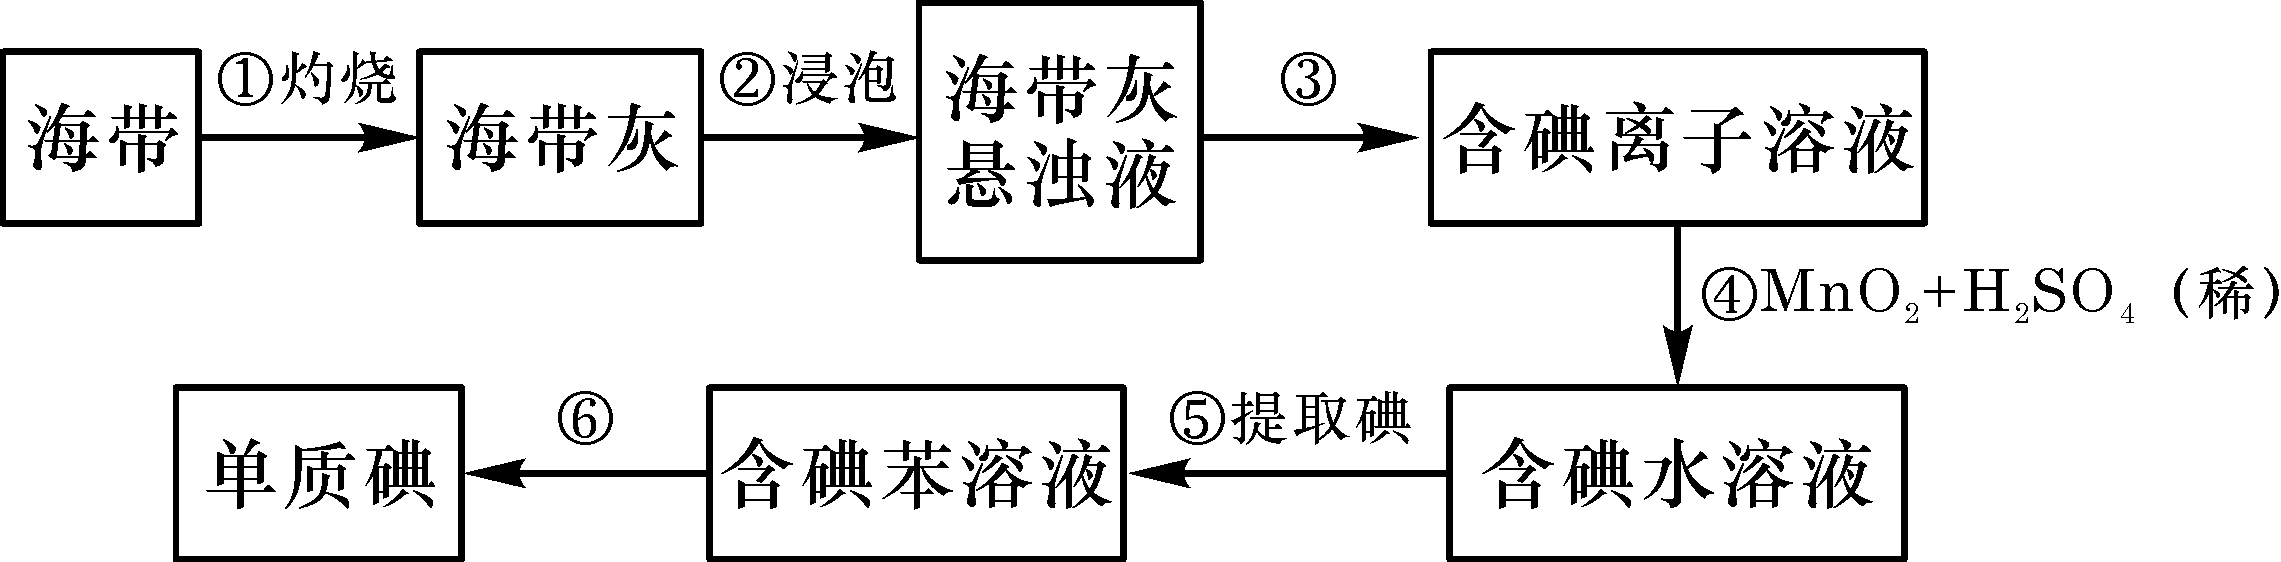 海带
①灼烧
海带灰
②浸泡
海带灰
悬浊液
③
含碘离子溶液
④MnO₂+H₂SO₄（稀）
含碘水溶液
⑤提取碘
含碘苯溶液
⑥
单质碘